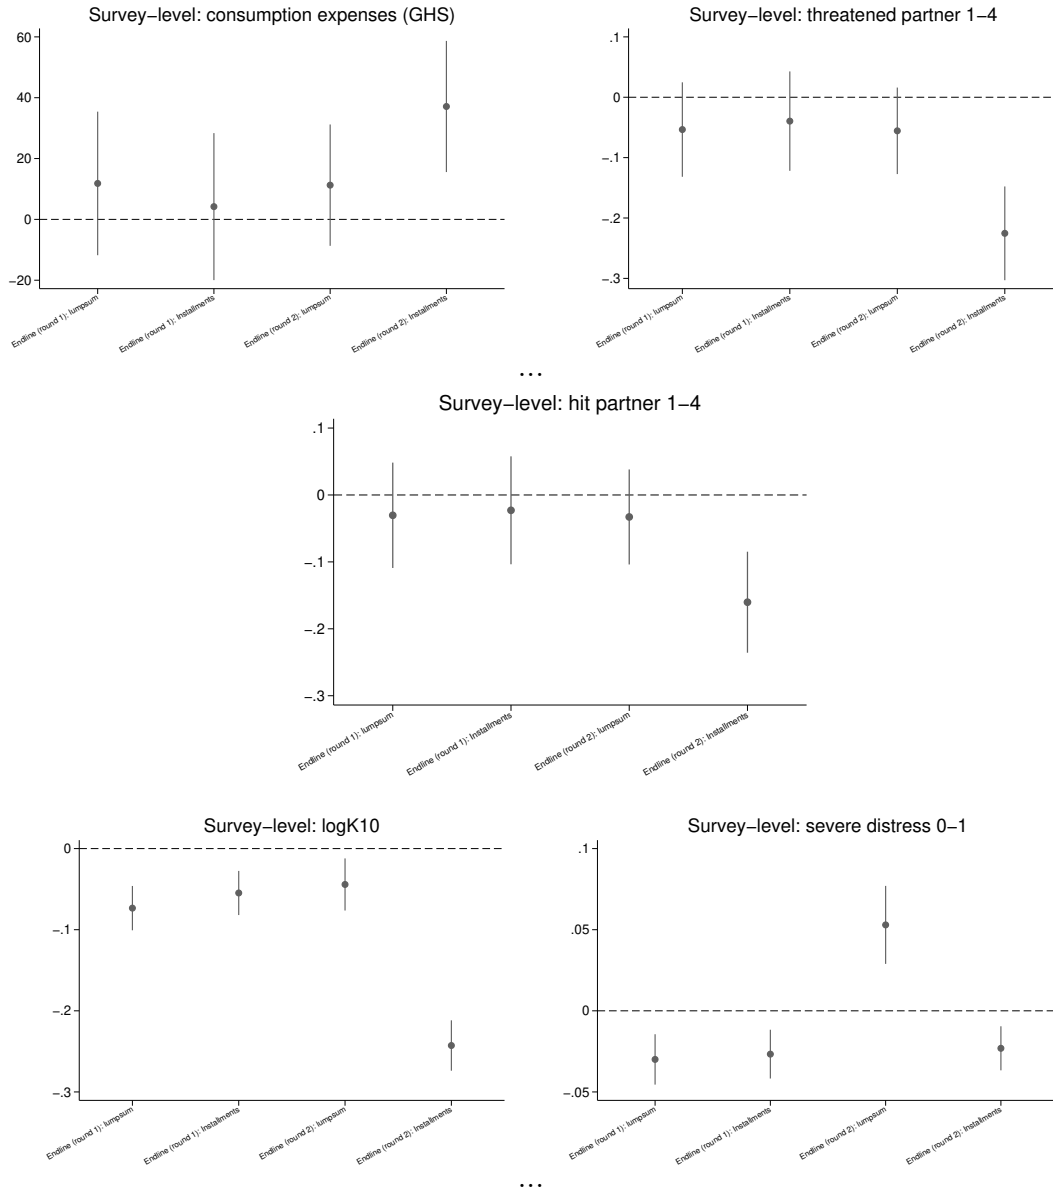 Survey−level: consumption expenses (GHS)
60
40
20
0
−20
Endline (round 1): lumpsum
Endline (round 1): Installments
Endline (round 2): lumpsum
Endline (round 2): Installments
Survey−level: threatened partner 1−4
.1
0
−.1
−.2
−.3
Endline (round 1): lumpsum
Endline (round 1): Installments
Endline (round 2): lumpsum
Endline (round 2): Installments
...
Survey−level: hit partner 1−4
.1
0
−.1
−.2
−.3
Endline (round 1): lumpsum
Endline (round 1): Installments
Endline (round 2): lumpsum
Endline (round 2): Installments
Survey−level: logK10
0
−.1
−.2
−.3
Endline (round 1): lumpsum
Endline (round 1): Installments
Endline (round 2): lumpsum
Endline (round 2): Installments
Survey−level: severe distress 0−1
.1
.05
0
−.05
Endline (round 1): lumpsum
Endline (round 1): Installments
Endline (round 2): lumpsum
Endline (round 2): Installments
...